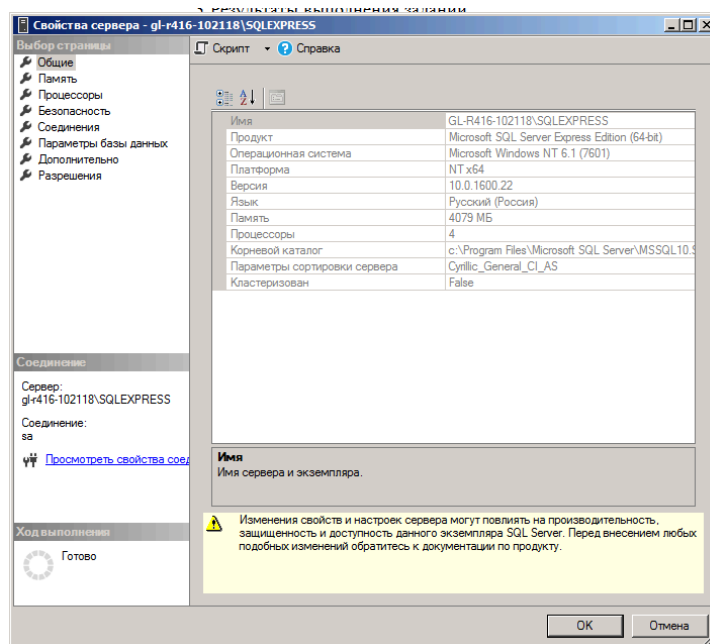 3 Результаты выполнения заданий
Свойства сервера - gl-r416-102118\SQLEXPRESS
Выбор страницы
Общие
Память
Процессоры
Безопасность
Соединения
Параметры базы данных
Дополнительно
Разрешения
Скрипт
Справка
Имя GL-R416-102118\SQLEXPRESS
Продукт Microsoft SQL Server Express Edition (64-bit)
Операционная система Microsoft Windows NT 6.1 (7601)
Платформа NT x64
Версия 10.0.1600.22
Язык Русский (Россия)
Память 4079 МБ
Процессоры 4
Корневой каталог c:\Program Files\Microsoft SQL Server\MSSQL10.S
Параметры сортировки сервера Cyrillic_General_CI_AS
Кластеризован False
Соединение
Сервер:
gl-r416-102118\SQLEXPRESS
Соединение:
sa
Просмотреть свойства соед
Имя
Имя сервера и экземпляра.
Изменения свойств и настроек сервера могут повлиять на производительность,
защищенность и доступность данного экземпляра SQL Server. Перед внесением любых
подобных изменений обратитесь к документации по продукту.
Ход выполнения
Готово
OK
Отмена